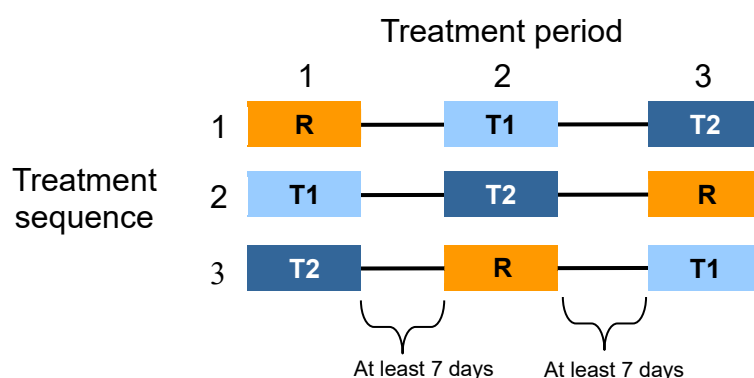 Treatment period
1 2 3
1 R T1 T2
Treatment
sequence
2 T1 T2 R
3 T2 R T1
At least 7 days At least 7 days